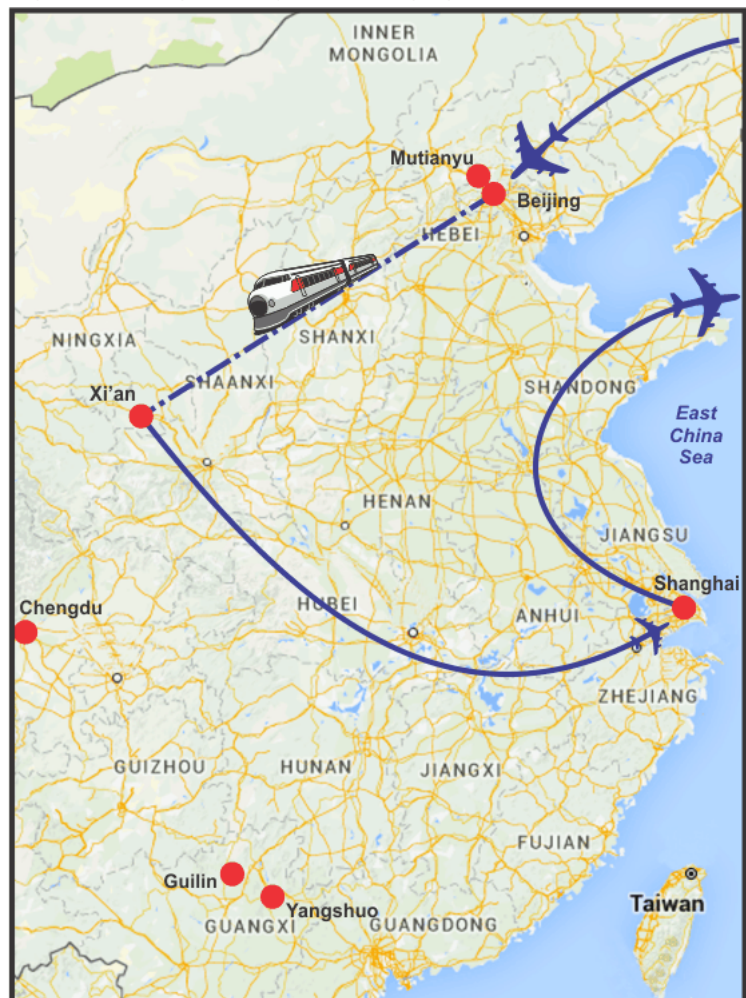 INNER
MONGOLIA
Mutianyu
Beijing
HEBEI
NINGXIA
SHANXI
Xi'an
SHAANXI
SHANDONG
East
China
Sea
HENAN
JIANGSU
Shanghai
Chengdu
HUBEI
ANHUI
ZHEJIANG
GUIZHOU
HUNAN
JIANGXI
FUJIAN
Guilin
Yangshuo
Taiwan
GUANGXI
GUANGDONG